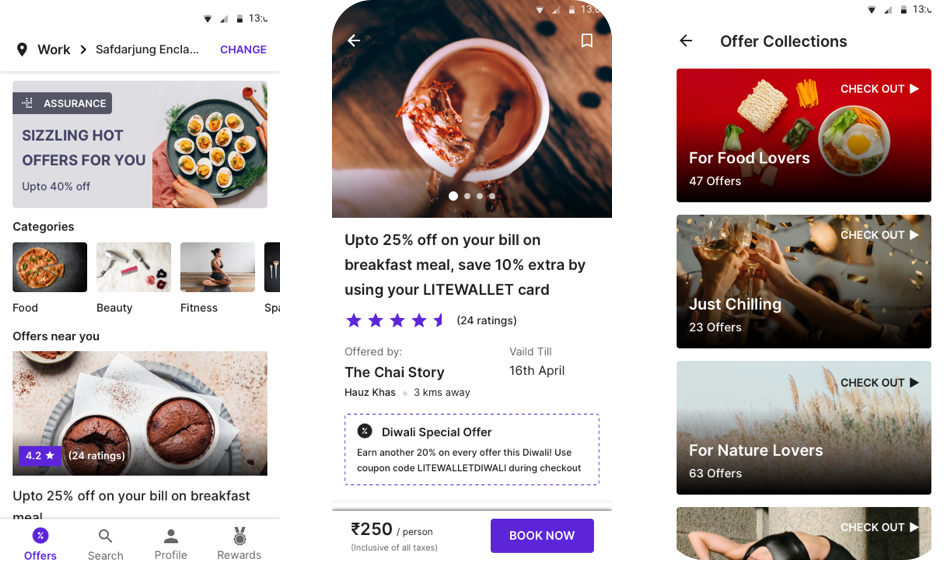 13:0
Work
Safdarjung Encla...
CHANGE
ASSURANCE
SIZZLING HOT
OFFERS FOR YOU
Upto 40% off
Categories
Food
Beauty
Fitness
Offers near you
4.2 ★ (24 ratings)
Upto 25% off on your bill on breakfast
meal
Offers
Search
Profile
Rewards
13:0
Upto 25% off on your bill on
breakfast meal, save 10% extra by
using your LITEWALLET card
(24 ratings)
Offered by:
Vaild Till
The Chai Story
16th April
Hauz Khas
3 kms away
Diwali Special Offer
Earn another 20% on every offer this Diwali! Use
coupon code LITEWALLETDIWALI during checkout
₹250 / person
(Inclusive of all taxes)
BOOK NOW
13:0
Offer Collections
CHECK OUT ▶
For Food Lovers
47 Offers
CHECK OUT ▶
Just Chilling
23 Offers
CHECK OUT ▶
For Nature Lovers
63 Offers
CHECK OUT ▶